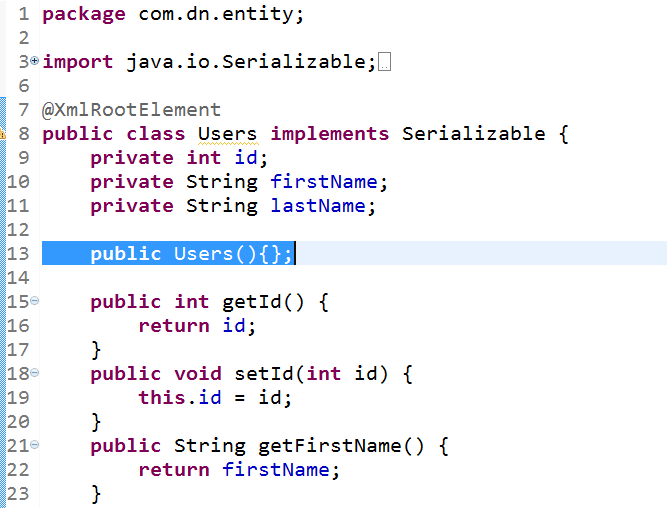 1 package com.dn.entity;
2
3 import java.io.Serializable;
6
7 @XmlRootElement
8 public class Users implements Serializable {
9     private int id;
10     private String firstName;
11     private String lastName;
12
13     public Users(){};
14
15     public int getId() {
16         return id;
17     }
18     public void setId(int id) {
19         this.id = id;
20     }
21     public String getFirstName() {
22         return firstName;
23     }